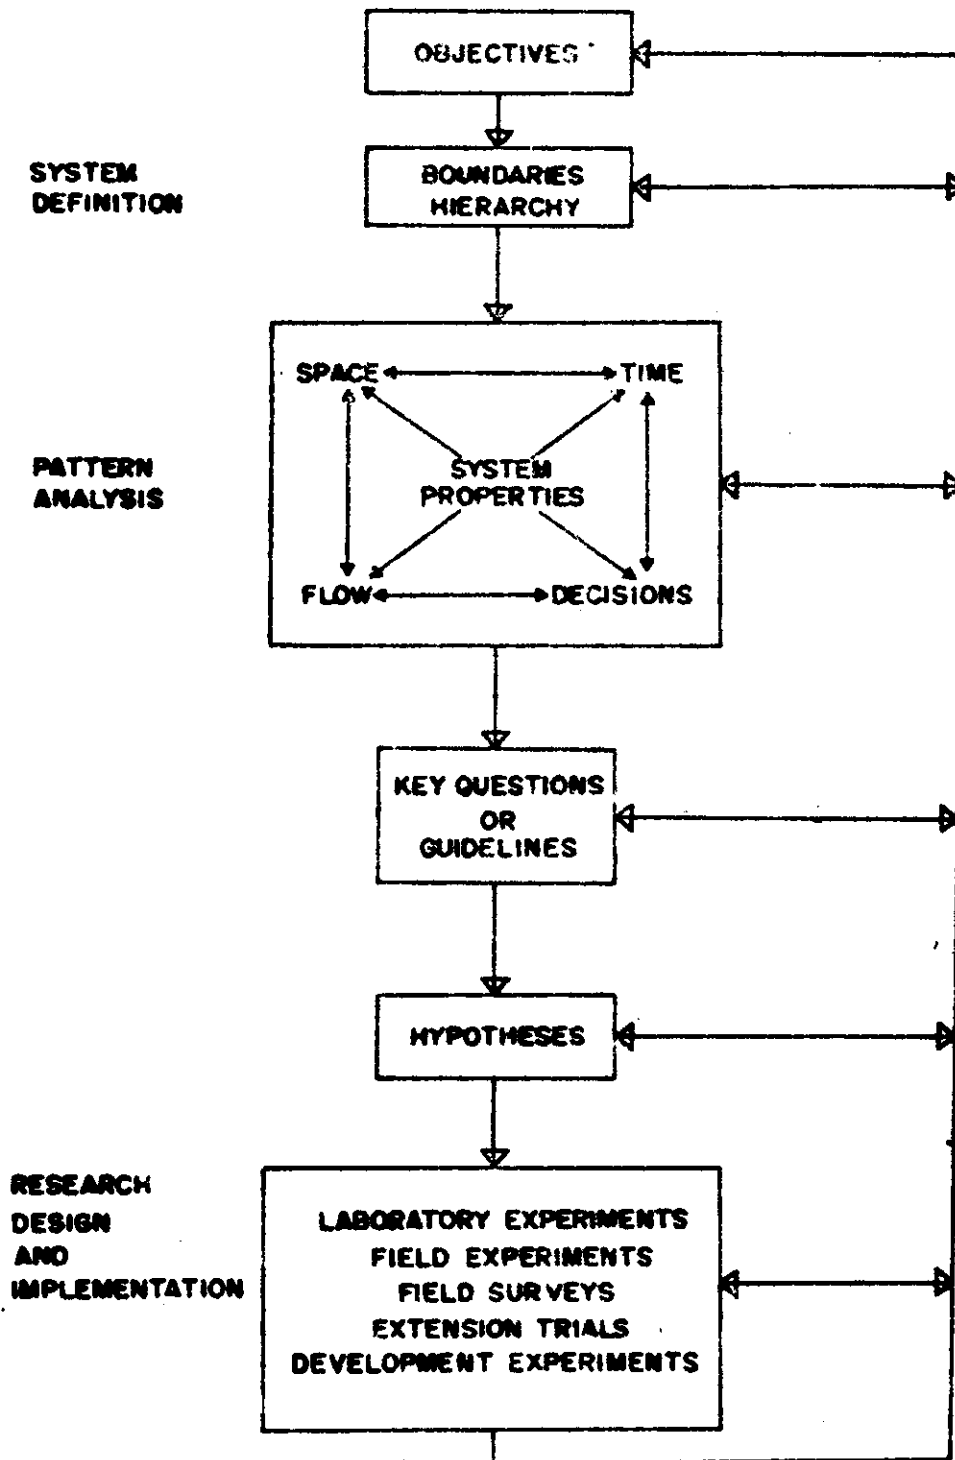 OBJECTIVES
SYSTEM
DEFINITION
BOUNDARIES
HIERARCHY
PATTERN
ANALYSIS
SPACE
TIME
SYSTEM
PROPERTIES
FLOW
DECISIONS
KEY QUESTIONS
OR
GUIDELINES
HYPOTHESES
RESEARCH
DESIGN
AND
IMPLEMENTATION
LABORATORY EXPERIMENTS
FIELD EXPERIMENTS
FIELD SURVEYS
EXTENSION TRIALS
DEVELOPMENT EXPERIMENTS